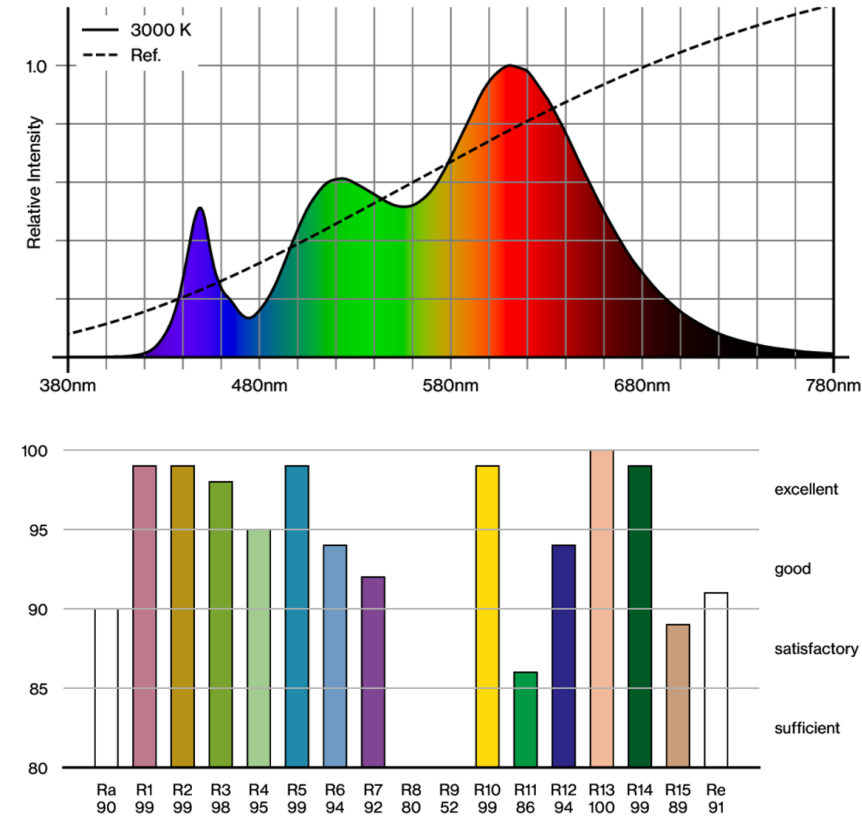 3000 K
Ref.
1.0
Relative Intensity
380nm 480nm 580nm 680nm 780nm
100
excellent
95
good
90
satisfactory
85
sufficient
80
Ra R1 R2 R3 R4 R5 R6 R7 R8 R9 R10 R11 R12 R13 R14 R15 Re
90 99 99 98 95 99 94 92 80 52 99 86 94 100 99 89 91